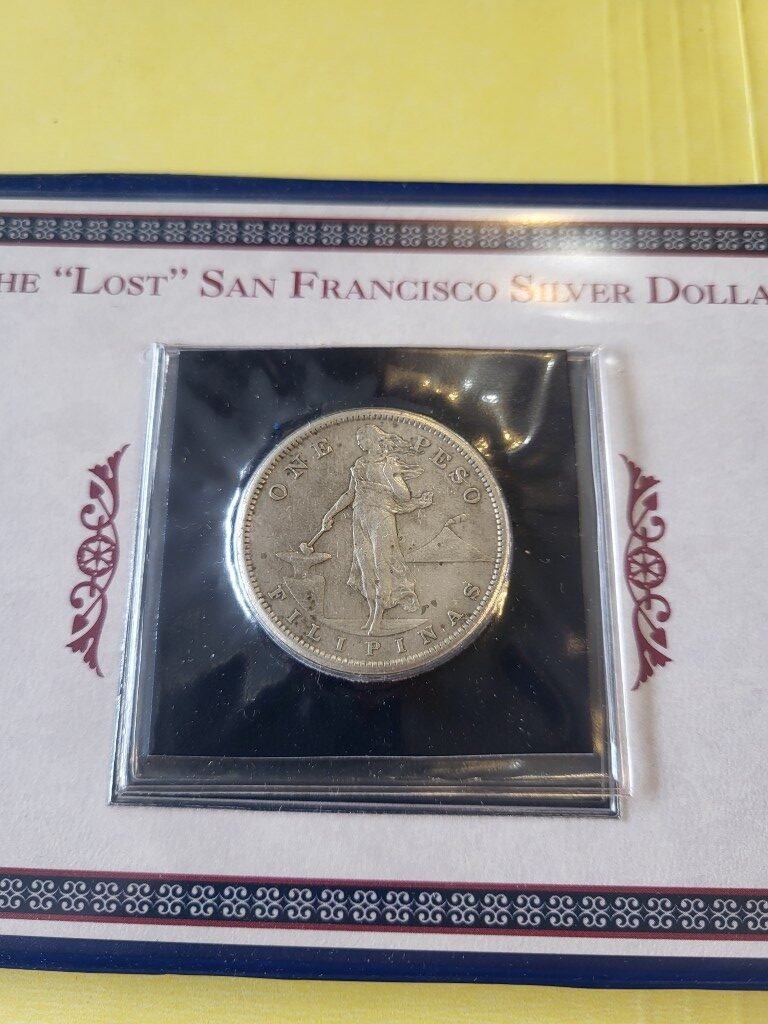 HE "LOST" SAN FRANCISCO SILVER DOLLA
ONE PESO
FILIPINAS